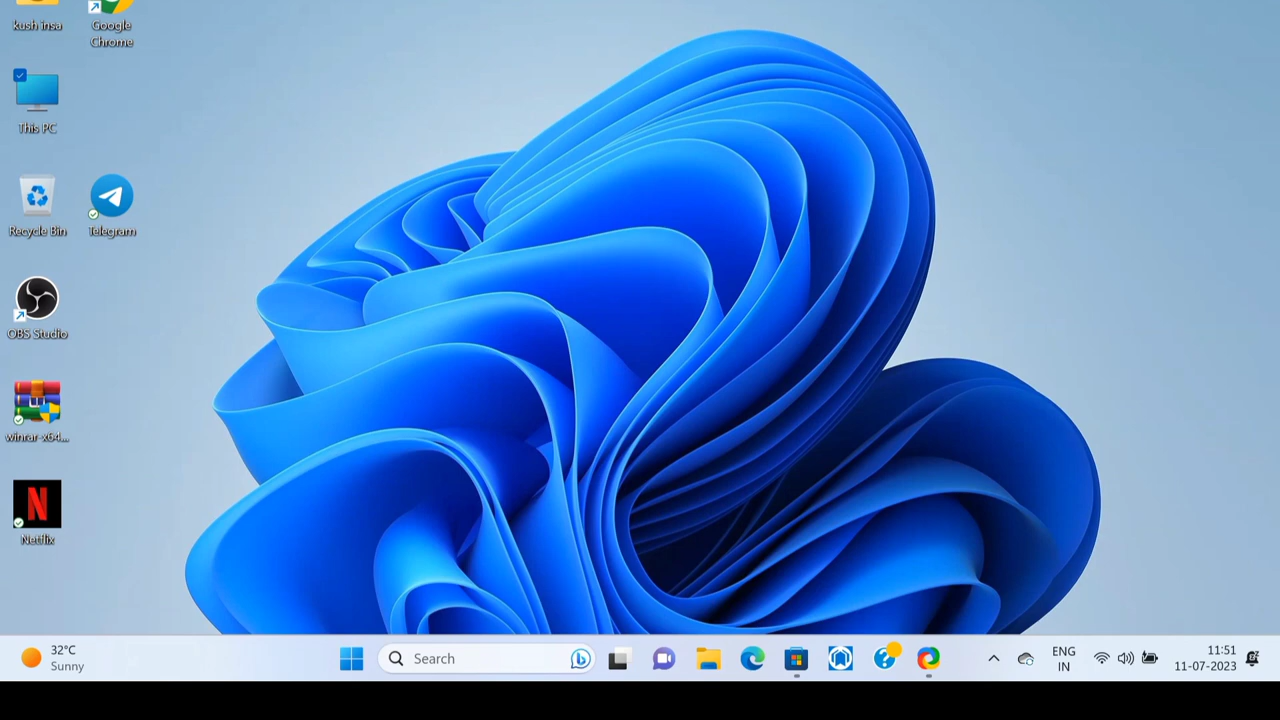 kush insa
Google
Chrome
This PC
Recycle Bin
Telegram
OBS Studio
winrar-x64...
Netflix
32°C
Sunny
Search
ENG
IN
11:51
11-07-2023